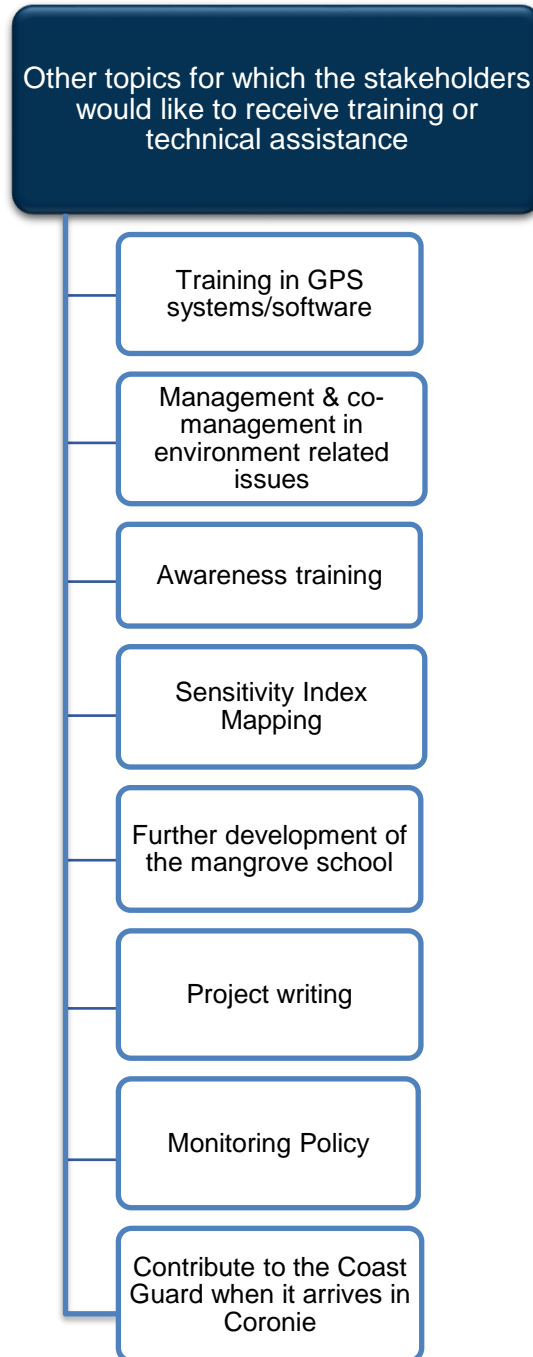 Other topics for which the stakeholders
would like to receive training or
technical assistance
Training in GPS
systems/software
Management & co-
management in
environment related
issues
Awareness training
Sensitivity Index
Mapping
Further development of
the mangrove school
Project writing
Monitoring Policy
Contribute to the Coast
Guard when it arrives in
Coronie